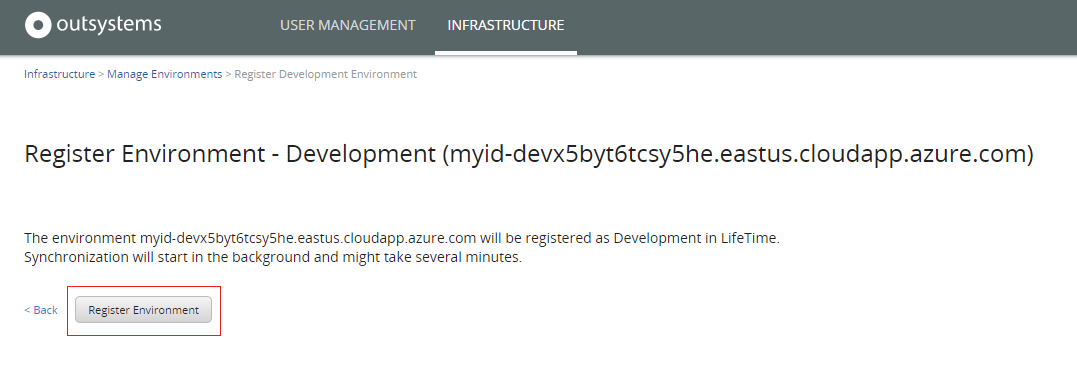 outsystems USER MANAGEMENT INFRASTRUCTURE
Infrastructure > Manage Environments > Register Development Environment
Register Environment - Development (myid-devx5byt6tcsy5he.eastus.cloudapp.azure.com)
The environment myid-devx5byt6tcsy5he.eastus.cloudapp.azure.com will be registered as Development in LifeTime.
Synchronization will start in the background and might take several minutes.
< Back Register Environment